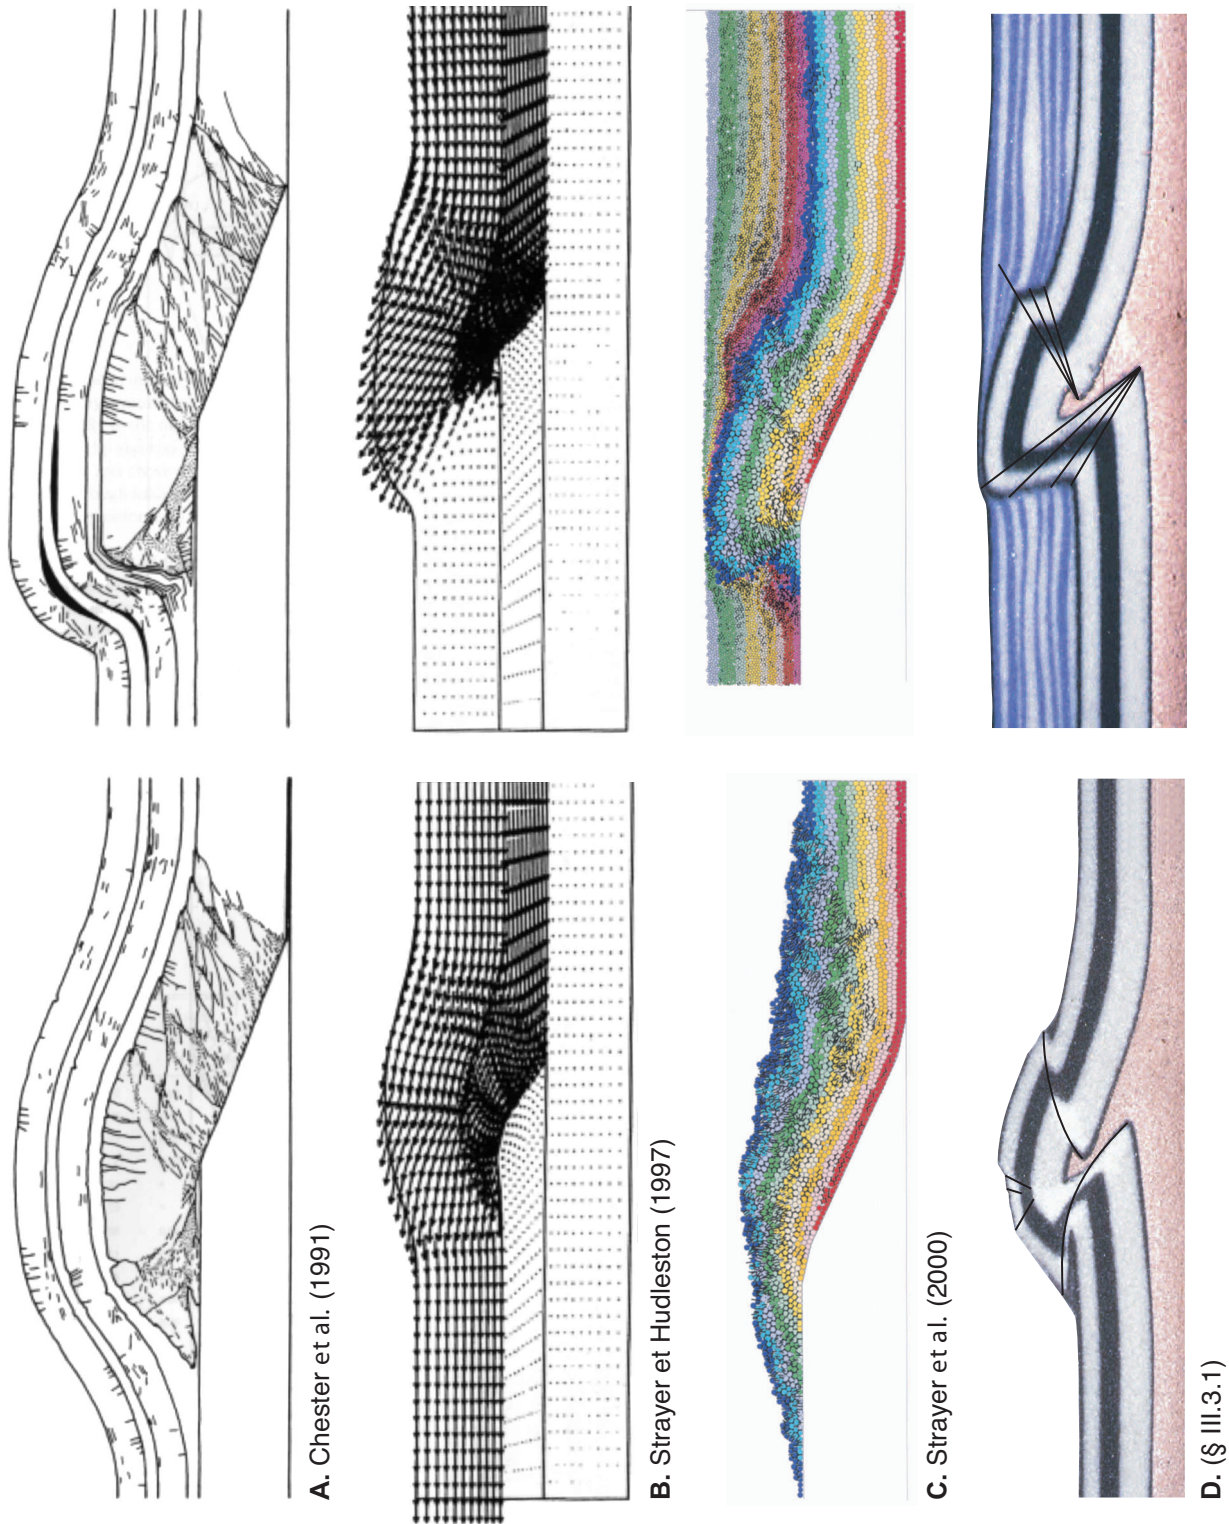 A. Chester et al. (1991)
B. Strayer et Hudleston (1997)
C. Strayer et al. (2000)
D. (§ III.3.1)